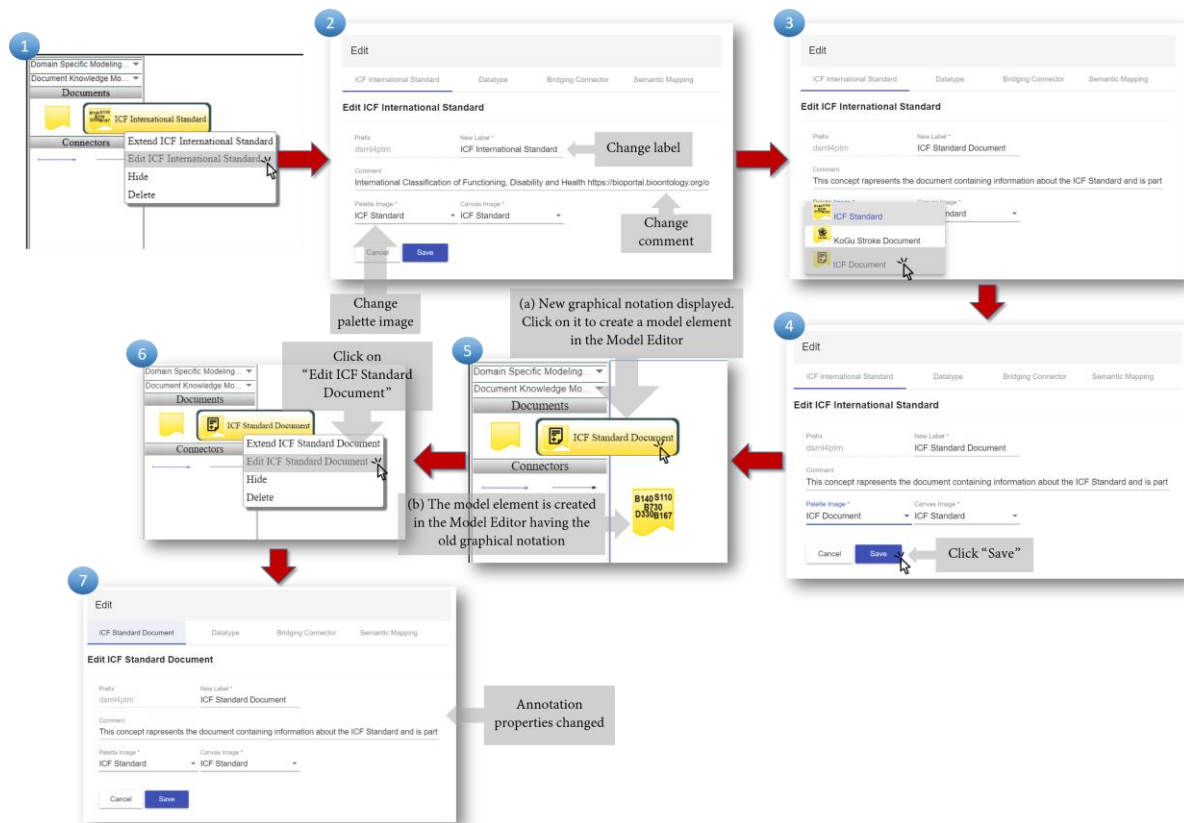 1
Domain Specific Modeling...
Document Knowledge Mo...
Documents
ICF International Standard
Connectors
Extend ICF International Standard
Edit ICF International Standard
Hide
Delete
2
Edit
ICF International Standard Datatype Bridging Connector Semantic Mapping
Edit ICF International Standard
Prefix New Label *
dsml4ptm ICF International Standard
Change label
Comment
International Classification of Functioning, Disability and Health https://bioportal.bioontology.org/o
Palette Image * Canvas Image *
ICF Standard ICF Standard
Change
comment
Cancel Save
Change
palette image
3
Edit
ICF International Standard Datatype Bridging Connector Semantic Mapping
Edit ICF International Standard
Prefix New Label *
dsml4ptm ICF Standard Document
Comment
This concept represents the document containing information about the ICF Standard and is part
ICF Standard
KoGu Stroke Document
ICF Document
4
Edit
ICF International Standard Datatype Bridging Connector Semantic Mapping
Edit ICF International Standard
Prefix New Label *
dsml4ptm ICF Standard Document
Comment
This concept represents the document containing information about the ICF Standard and is part
Palette Image * Canvas Image *
ICF Document ICF Standard
Cancel Save
Click “Save”
5
(a) New graphical notation displayed.
Click on it to create a model element
in the Model Editor
Domain Specific Modeling...
Document Knowledge Mo...
Documents
ICF Standard Document
Connectors
(b) The model element is created
in the Model Editor having the
old graphical notation
B140 S110
B730
D330 B167
6
Click on
“Edit ICF Standard
Document”
Domain Specific Modeling...
Document Knowledge Mo...
Documents
ICF Standard Document
Connectors
Extend ICF Standard Document
Edit ICF Standard Document
Hide
Delete
7
Edit
ICF Standard Document Datatype Bridging Connector Semantic Mapping
Edit ICF Standard Document
Prefix New Label *
dsml4ptm ICF Standard Document
Comment
This concept represents the document containing information about the ICF Standard and is part
Palette Image * Canvas Image *
ICF Standard ICF Standard
Cancel Save
Annotation
properties changed